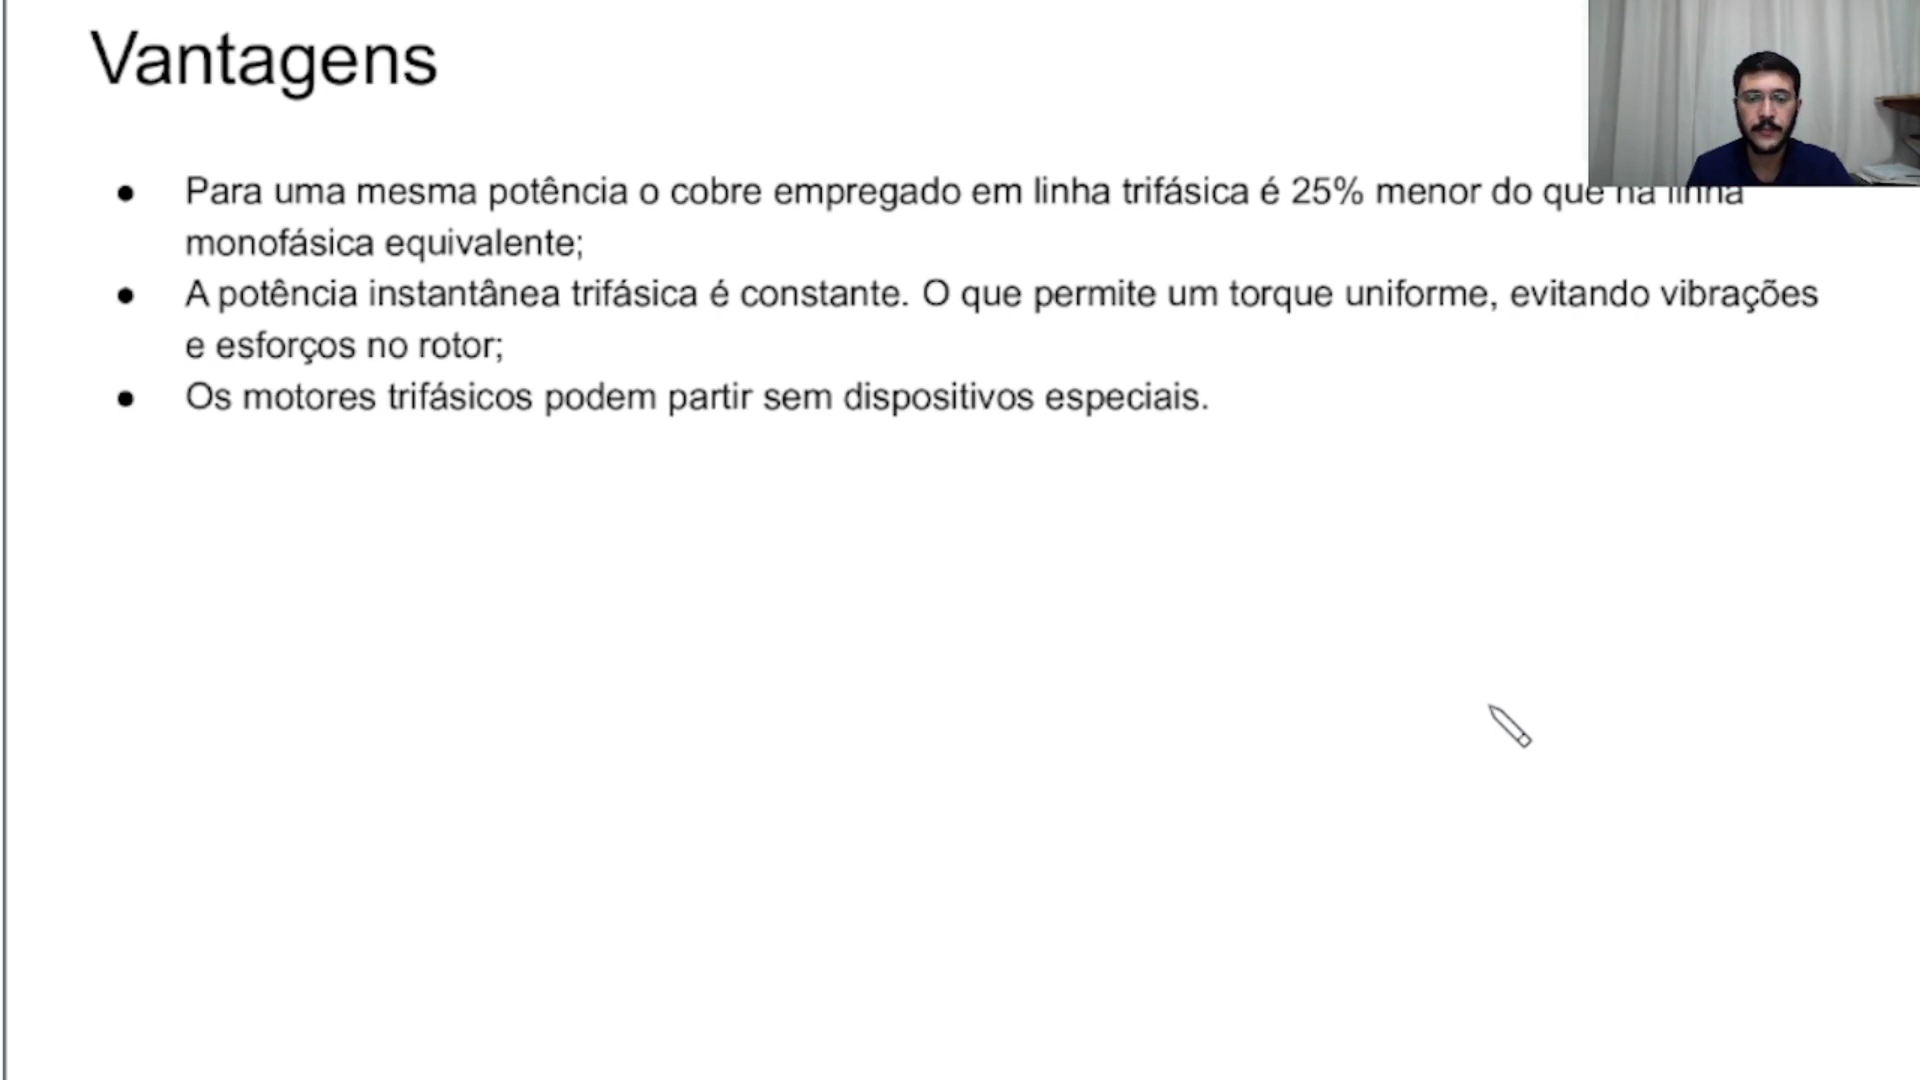 Vantagens
● Para uma mesma potência o cobre empregado em linha trifásica é 25% menor do que na linha
monofásica equivalente;
● A potência instantânea trifásica é constante. O que permite um torque uniforme, evitando vibrações
e esforços no rotor;
● Os motores trifásicos podem partir sem dispositivos especiais.